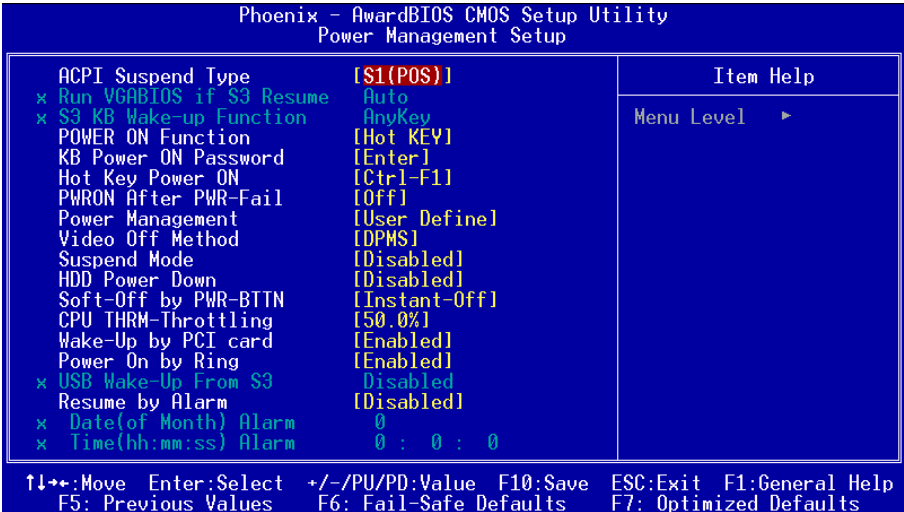 Phoenix - AwardBIOS CMOS Setup Utility
Power Management Setup
ACPI Suspend Type [S1(POS)]
x Run VGABIOS if S3 Resume Auto
x S3 KB Wake-up Function AnyKey
POWER ON Function [Hot KEY]
KB Power ON Password [Enter]
Hot Key Power ON [Ctrl-F1]
PWRON After PWR-Fail [Off]
Power Management [User Define]
Video Off Method [DPMS]
Suspend Mode [Disabled]
HDD Power Down [Disabled]
Soft-Off by PWR-BTTN [Instant-Off]
CPU THRM-Throttling [50.0%]
Wake-Up by PCI card [Enabled]
Power On by Ring [Enabled]
x USB Wake-Up From S3 Disabled
Resume by Alarm [Disabled]
x Date(of Month) Alarm 0
x Time(hh:mm:ss) Alarm 0 : 0 : 0
Item Help
Menu Level ►
↑↓→←:Move Enter:Select +/-/PU/PD:Value F10:Save ESC:Exit F1:General Help
F5: Previous Values F6: Fail-Safe Defaults F7: Optimized Defaults